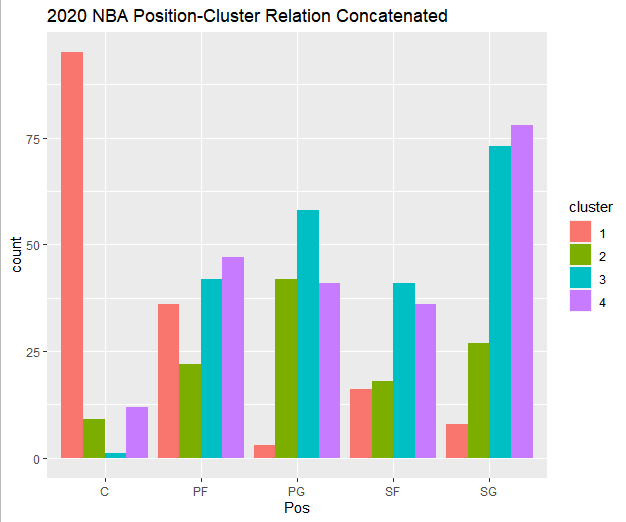 2020 NBA Position-Cluster Relation Concatenated
75
50
25
0
count
C PF PG SF SG
Pos
cluster
1
2
3
4